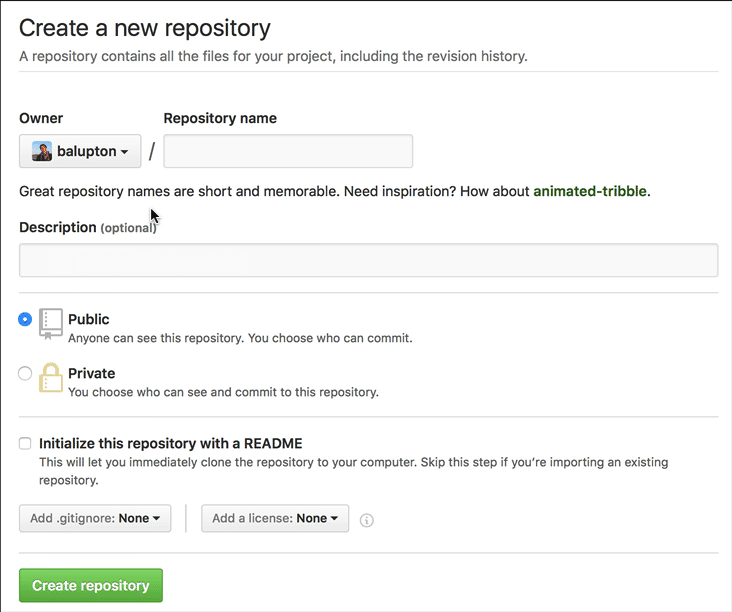 Create a new repository
A repository contains all the files for your project, including the revision history.
Owner
Repository name
balupton
/
Great repository names are short and memorable. Need inspiration? How about animated-tribble.
Description (optional)
Public
Anyone can see this repository. You choose who can commit.
Private
You choose who can see and commit to this repository.
Initialize this repository with a README
This will let you immediately clone the repository to your computer. Skip this step if you’re importing an existing
repository.
Add .gitignore: None
Add a license: None
Create repository